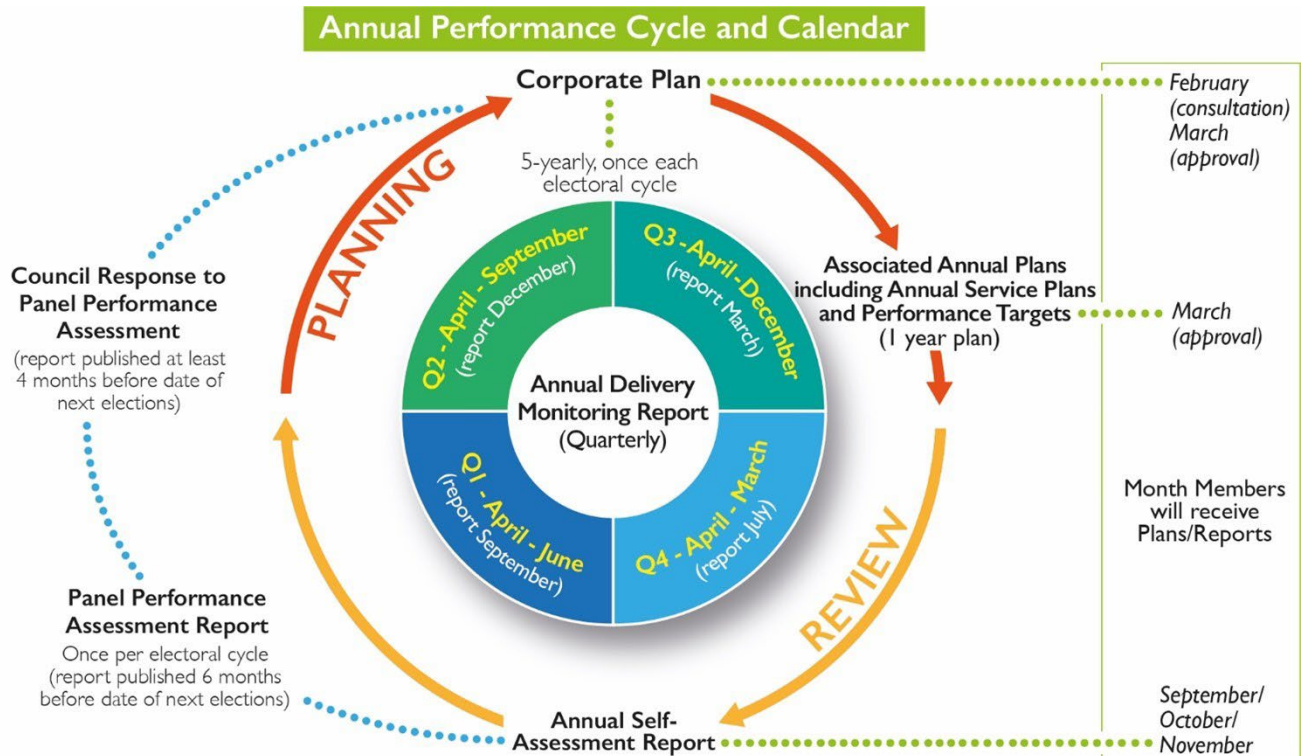 Annual Performance Cycle and Calendar
Corporate Plan
5-yearly, once each
electoral cycle
February
(consultation)
March
(approval)
PLANNING
Associated Annual Plans
including Annual Service Plans
and Performance Targets
(1 year plan)
March
(approval)
Council Response to
Panel Performance
Assessment
(report published at least
4 months before date of
next elections)
Q2 - April - September
(report December)
Q3 - April - December
(report March)
Annual Delivery
Monitoring Report
(Quarterly)
Q1 - April - June
(report September)
Q4 - April - March
(report July)
Month Members
will receive
Plans/Reports
REVIEW
Panel Performance
Assessment Report
Once per electoral cycle
(report published 6 months
before date of next elections)
Annual Self-
Assessment Report
September/
October/
November